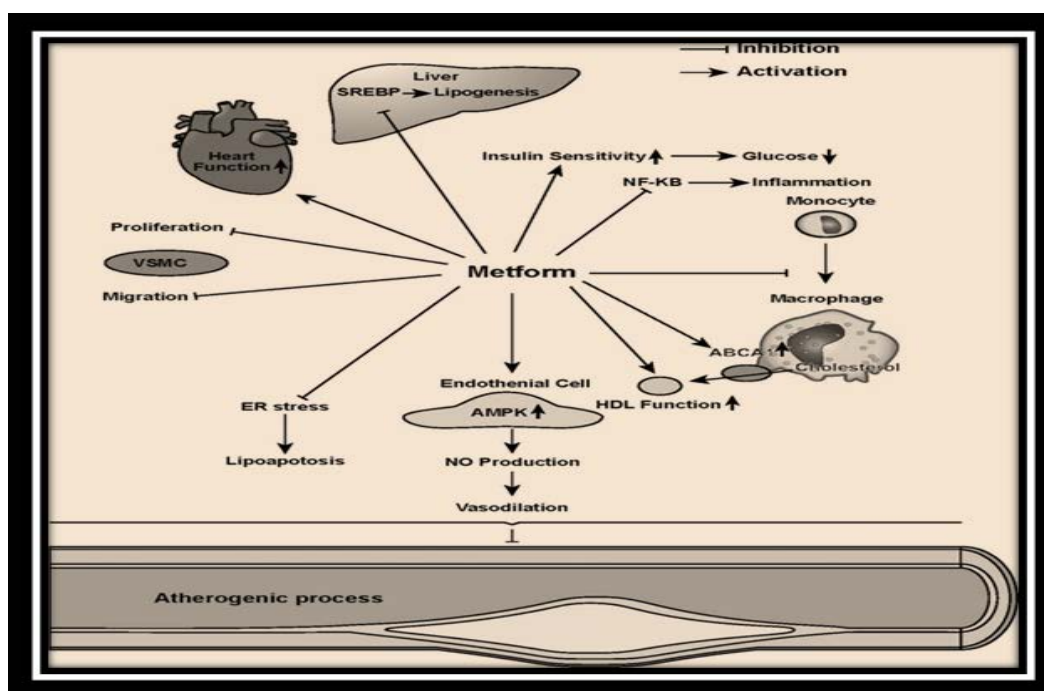 Inhibition
Activation
Liver
SREBP Lipogenesis
Heart
Function
Insulin Sensitivity Glucose
NF-KB Inflammation
Monocyte
Proliferation
VSMC
Migration
Metform
Macrophage
ABCA1
Cholesterol
Endothenial Cell
AMPK
HDL Function
ER stress
Lipoapotosis
NO Production
Vasodilation
Atherogenic process